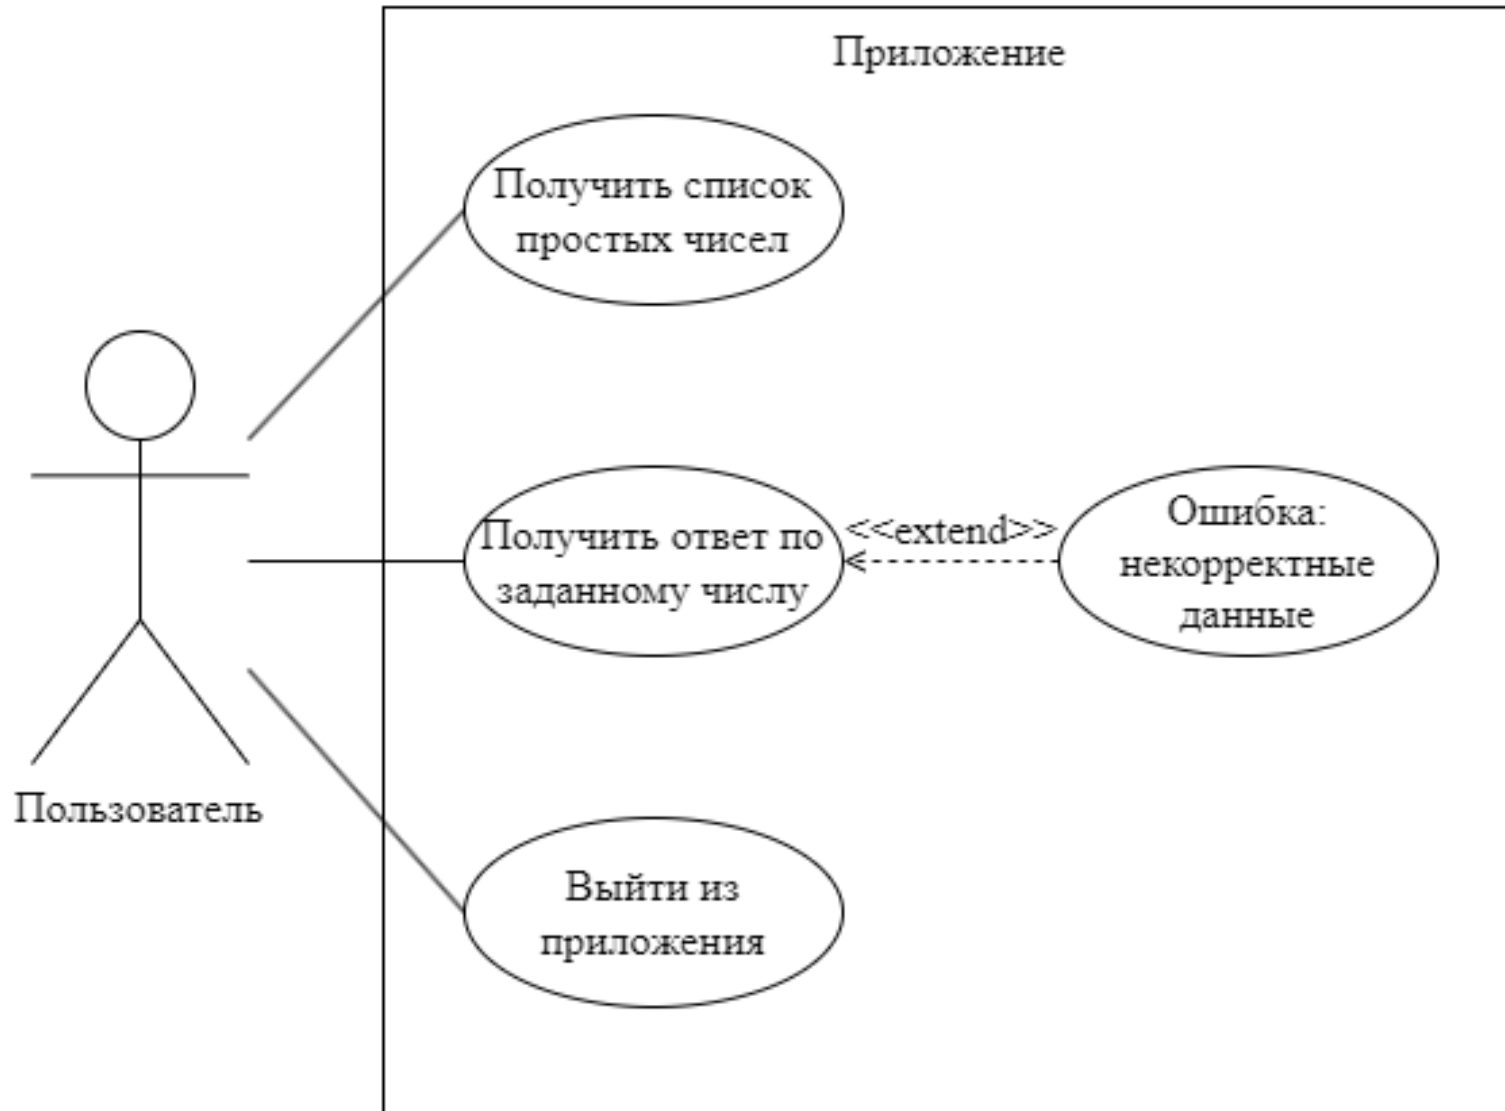 Приложение
Получить список
простых чисел
Получить ответ по
заданному числу
<<extend>>
Ошибка:
некорректные
данные
Пользователь
Выйти из
приложения